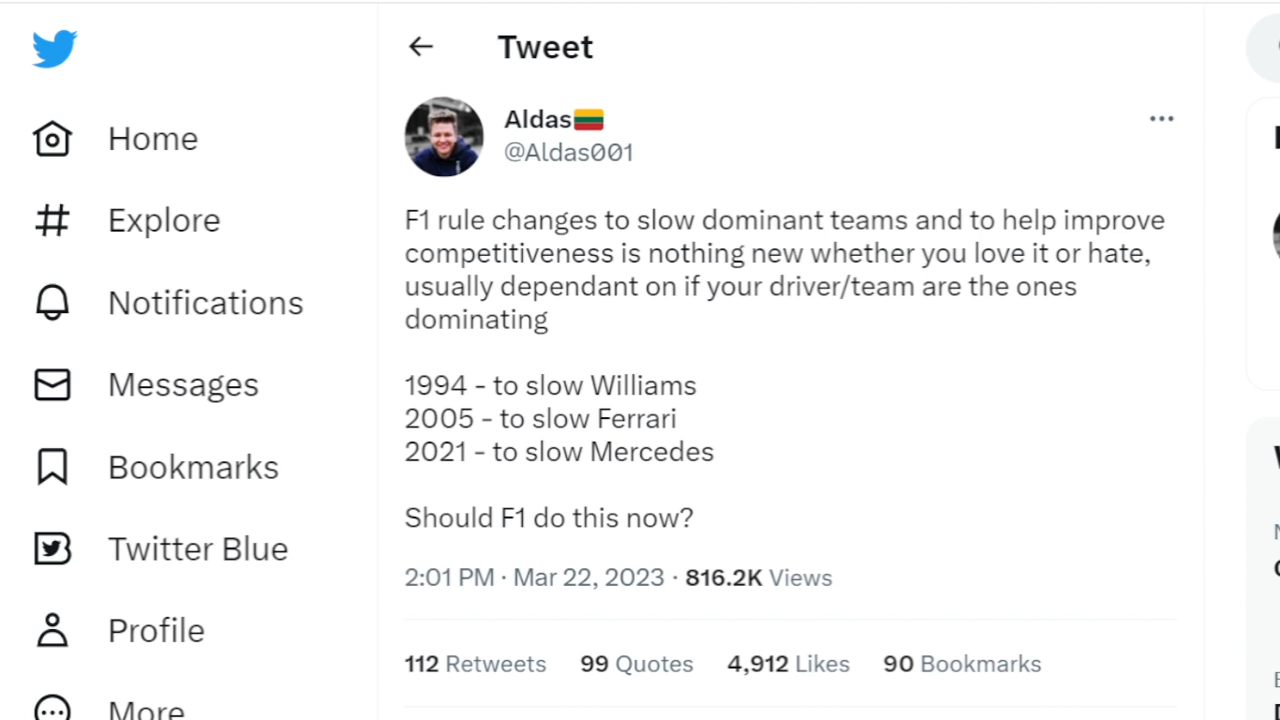 Tweet
Home
Explore
Notifications
Messages
Bookmarks
Twitter Blue
Profile
More
Aldas
@Aldas001
F1 rule changes to slow dominant teams and to help improve
competitiveness is nothing new whether you love it or hate,
usually dependant on if your driver/team are the ones
dominating
1994 - to slow Williams
2005 - to slow Ferrari
2021 - to slow Mercedes
Should F1 do this now?
2:01 PM · Mar 22, 2023 · 816.2K Views
112 Retweets 99 Quotes 4,912 Likes 90 Bookmarks